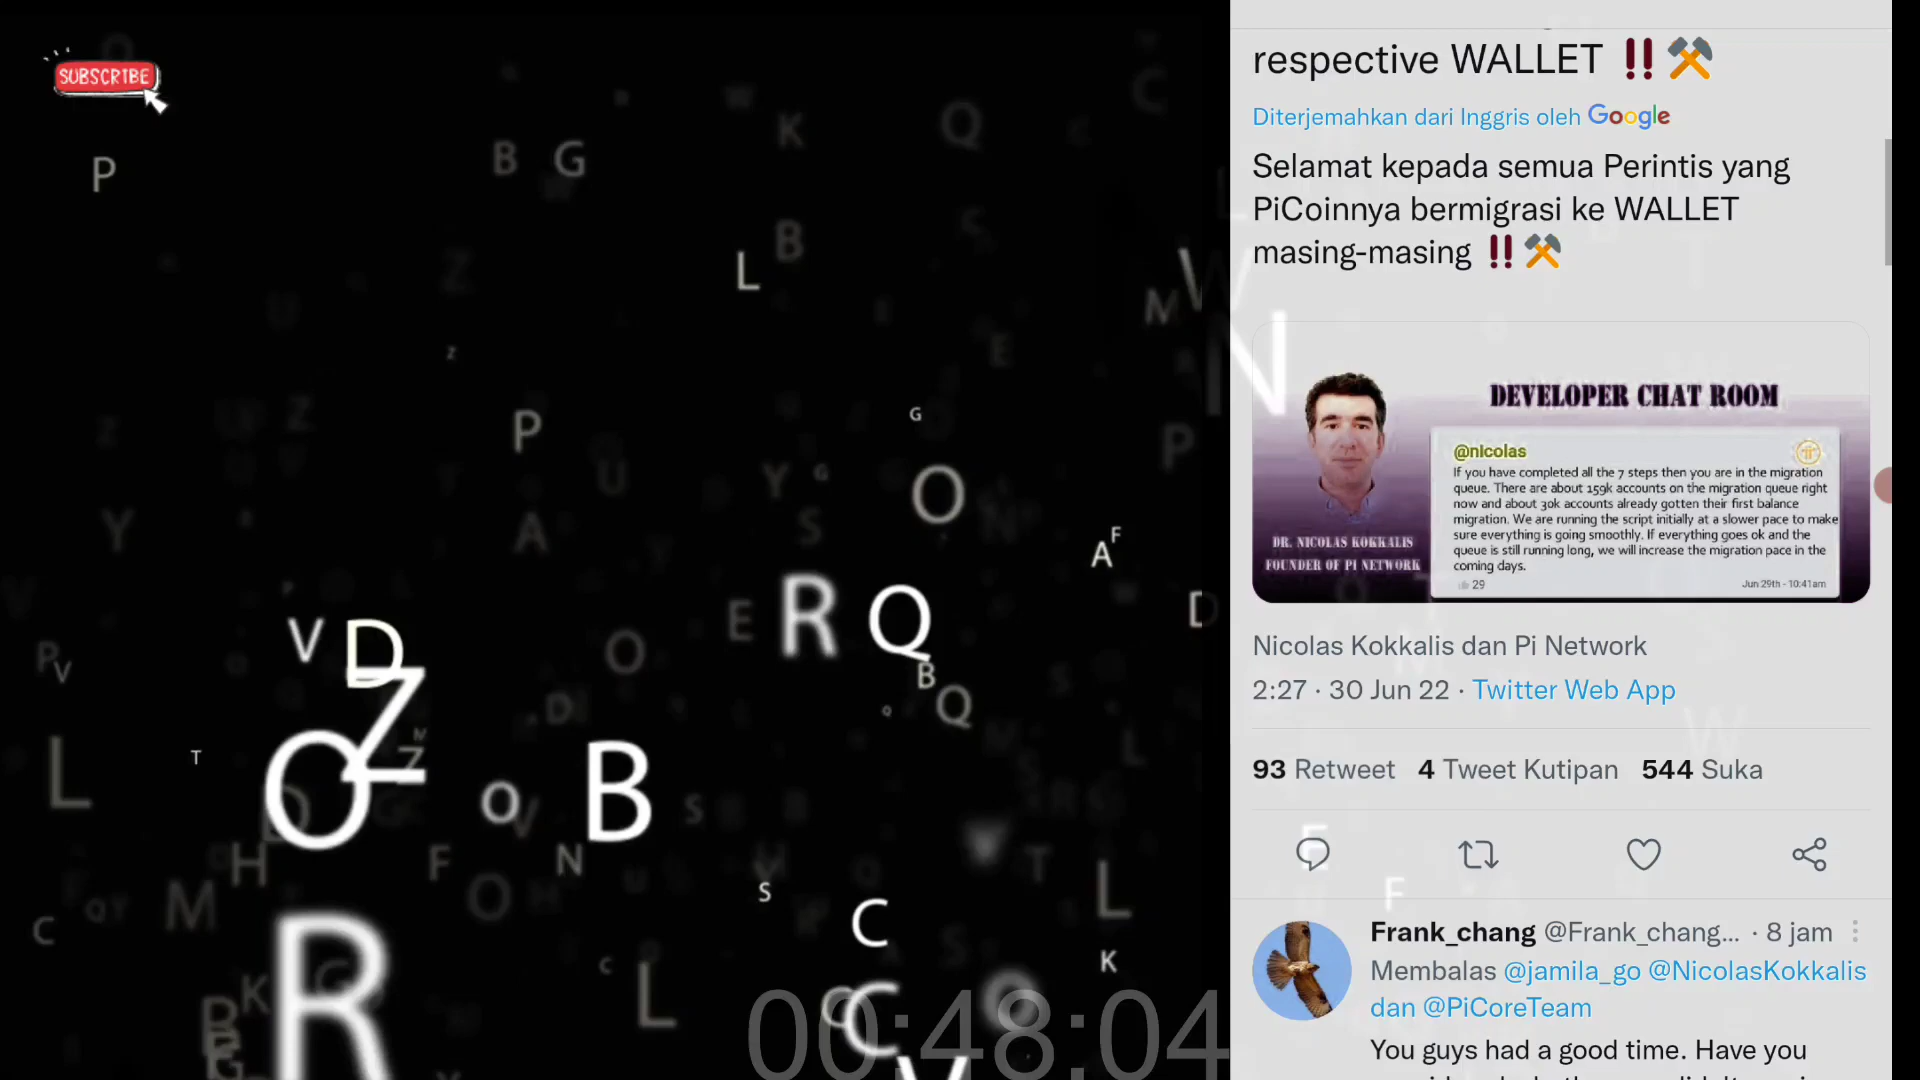 SUBSCRIBE
respective WALLET ‼️⚒️
Diterjemahkan dari Inggris oleh Google
Selamat kepada semua Perintis yang
PiCoinnya bermigrasi ke WALLET
masing-masing ‼️⚒️
DEVELOPER CHAT ROOM
@nicolas
If you have completed all the 7 steps then you are in the migration
queue. There are about 159k accounts on the migration queue right
now and about 30k accounts already gotten their first balance
migration. We are running the script initially at a slower pace to make
sure everything is going smoothly. If everything goes ok and the
queue is still running long, we will increase the migration pace in the
coming days.
29
Jun 29th - 10:41am
DR. NICOLAS KOKKALIS
FOUNDER OF PI NETWORK
Nicolas Kokkalis dan Pi Network
2:27 · 30 Jun 22 · Twitter Web App
93 Retweet 4 Tweet Kutipan 544 Suka
Frank_chang @Frank_chang... · 8 jam
Membalas @jamila_go @NicolasKokkalis
dan @PiCoreTeam
You guys had a good time. Have you
00:48:04